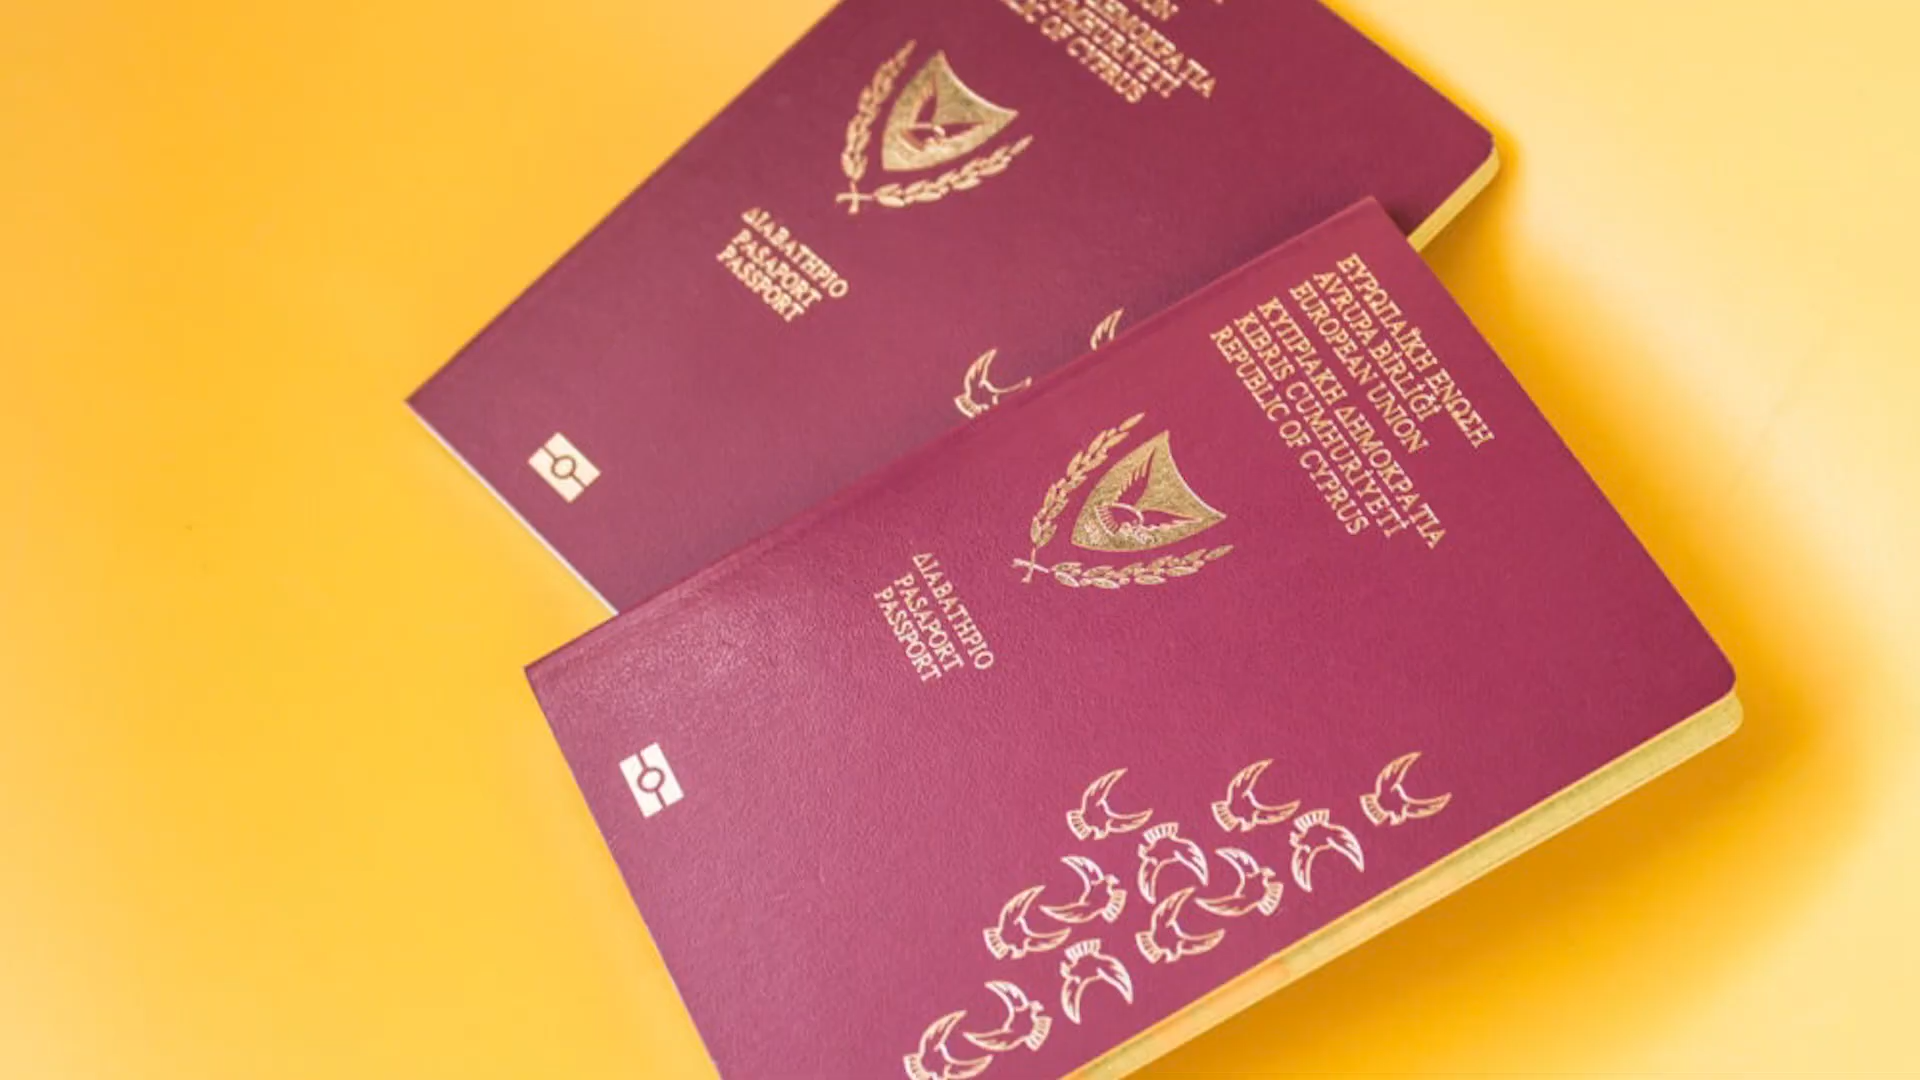 ΕΥΡΩΠΑΪΚΗ ΕΝΩΣΗ
AVRUPA BİRLİĞİ
EUROPEAN UNION
ΚΥΠΡΙΑΚΗ ΔΗΜΟΚΡΑΤΙΑ
KIBRIS CUMHURİYETİ
REPUBLIC OF CYPRUS
ΔΙΑΒΑΤΗΡΙΟ
PASAPORT
PASSPORT
OF CYPRUS
ΔΙΑΒΑΤΗΡΙΟ
PASAPORT
PASSPORT